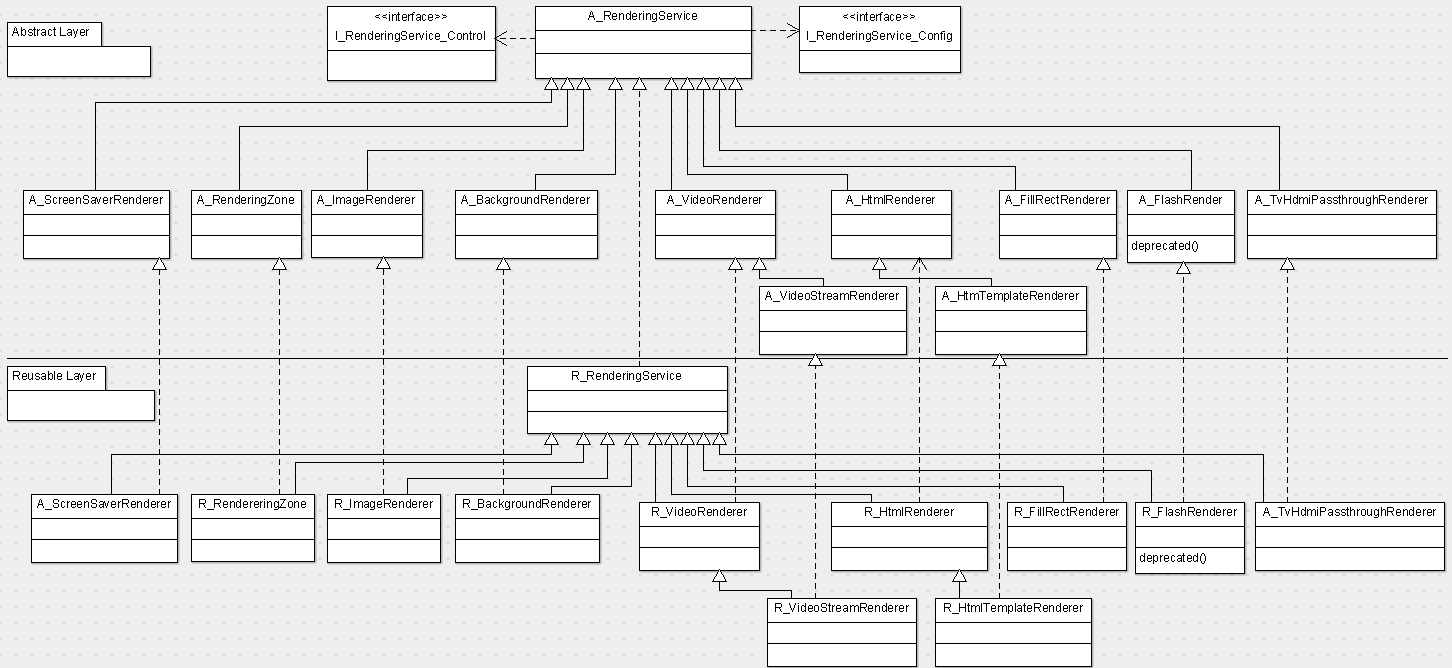 Abstract Layer
<<interface>>
I_RenderingService_Control
A_RenderingService
<<interface>>
I_RenderingService_Config
A_ScreenSaverRenderer
A_RenderingZone
A_ImageRenderer
A_BackgroundRenderer
A_VideoRenderer
A_HtmlRenderer
A_FillRectRenderer
A_FlashRender
deprecated()
A_TvHdmiPassthroughRenderer
A_VideoStreamRenderer
A_HtmTemplateRenderer
Reusable Layer
R_RenderingService
A_ScreenSaverRenderer
R_RendereringZone
R_ImageRenderer
R_BackgroundRenderer
R_VideoRenderer
R_HtmlRenderer
R_FillRectRenderer
R_FlashRenderer
deprecated()
A_TvHdmiPassthroughRenderer
R_VideoStreamRenderer
R_HtmlTemplateRenderer